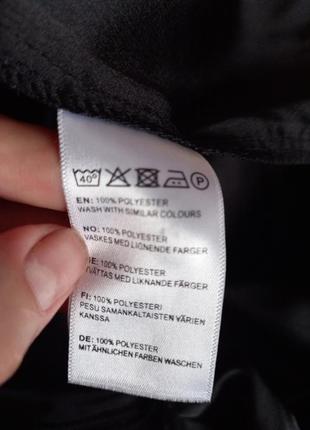 40° P
EN: 100% POLYESTER
WASH WITH SIMILAR COLOURS
NO: 100% POLYESTER
VASKES MED LIGNENDE FARGER
SE: 100% POLYESTER
TVÄTTAS MED LIKNANDE FÄRGER
FI: 100% POLYESTERI
PESU SAMANKALTAISTEN VÄRIEN
KANSSA
DE: 100% POLYESTER
MIT ÄHNLICHEN FARBEN WASCHEN